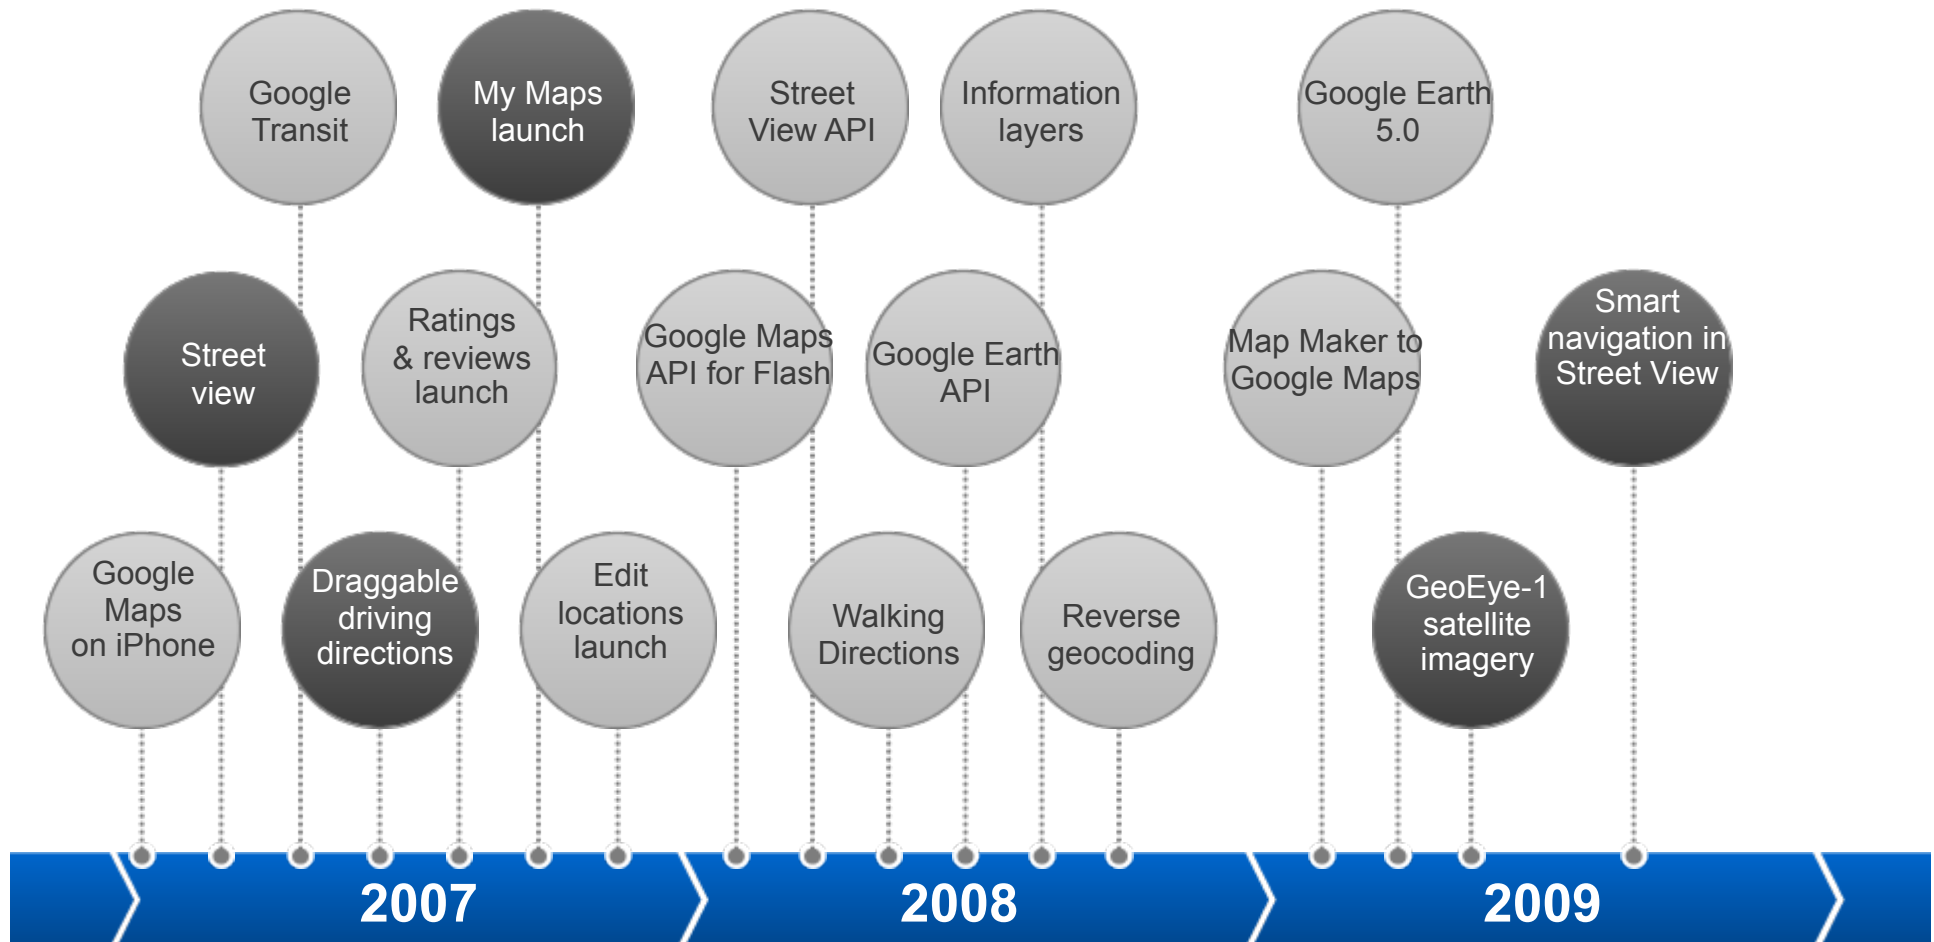 Google
Transit
My Maps
launch
Street
View API
Information
layers
Google Earth
5.0
Street
view
Ratings
& reviews
launch
Google Maps
API for Flash
Google Earth
API
Map Maker to
Google Maps
Smart
navigation in
Street View
Google
Maps
on iPhone
Draggable
driving
directions
Edit
locations
launch
Walking
Directions
Reverse
geocoding
GeoEye-1
satellite
imagery
2007
2008
2009